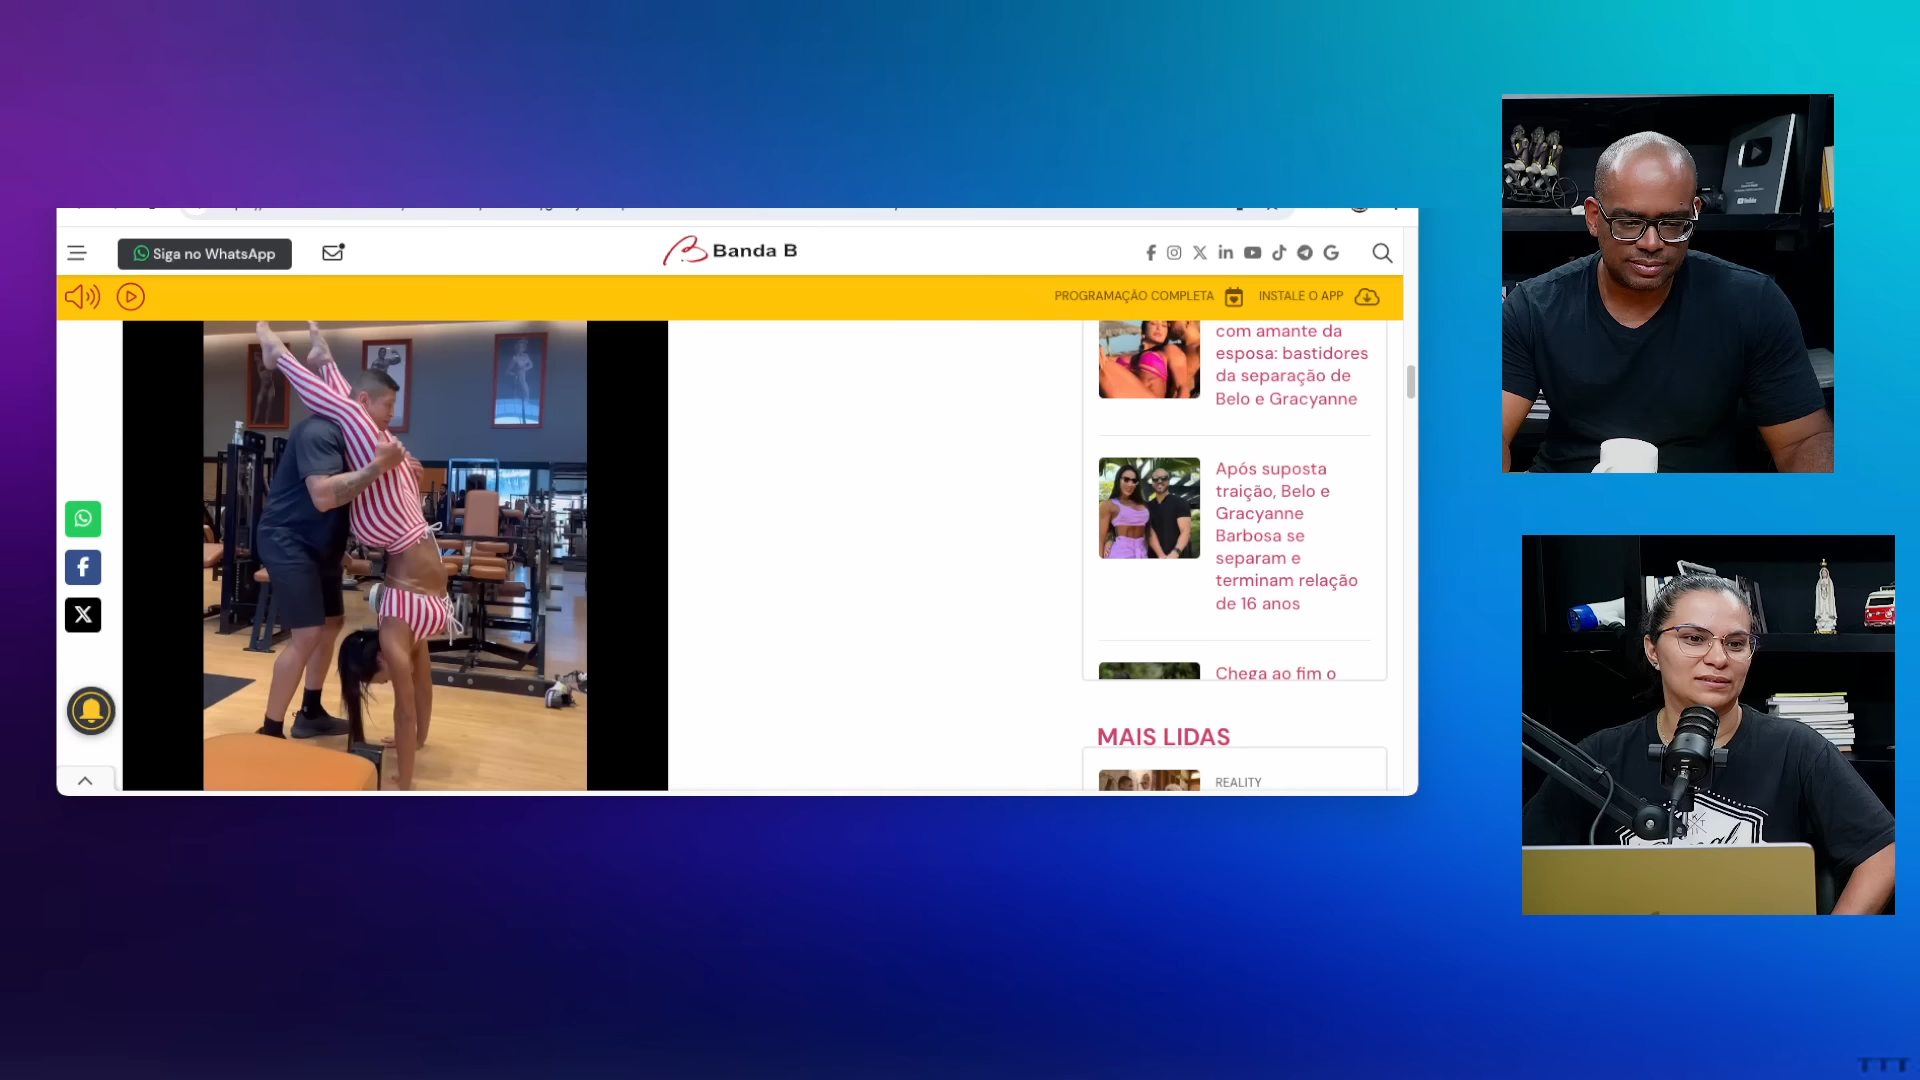 Siga no WhatsApp
Banda B
PROGRAMAÇÃO COMPLETA
INSTALE O APP
com amante da
esposa: bastidores
da separação de
Belo e Gracyanne
Após suposta
traição, Belo e
Gracyanne
Barbosa se
separam e
terminam relação
de 16 anos
Chega ao fim o
MAIS LIDAS
REALITY
TTT